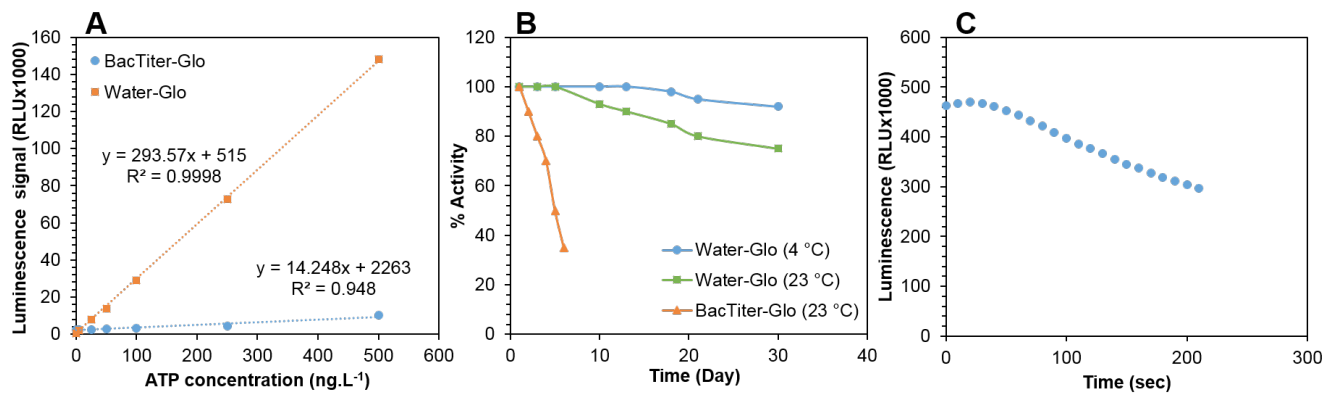 A
Luminescence signal (RLUx1000)
160
140
120
100
80
60
40
20
0
BacTiter-Glo
Water-Glo
y = 293.57x + 515
R² = 0.9998
y = 14.248x + 2263
R² = 0.948
0 100 200 300 400 500 600
ATP concentration (ng.L⁻¹)
B
% Activity
120
100
80
60
40
20
0
Water-Glo (4 °C)
Water-Glo (23 °C)
BacTiter-Glo (23 °C)
0 10 20 30 40
Time (Day)
C
Luminescence (RLUx1000)
600
500
400
300
200
100
0
0 100 200 300
Time (sec)